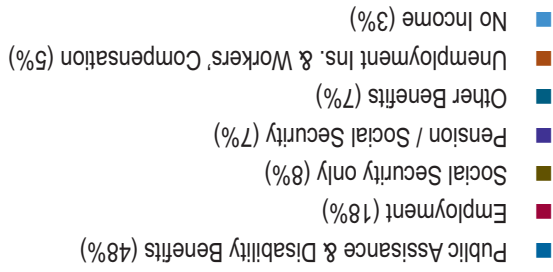 Public Assisassance & Disability Benefits (48%)
Employment (18%)
Social Security only (8%)
Pension / Social Security (7%)
Other Benefits (7%)
Unemployment Ins. & Workers' Compensation (5%)
No Income (3%)